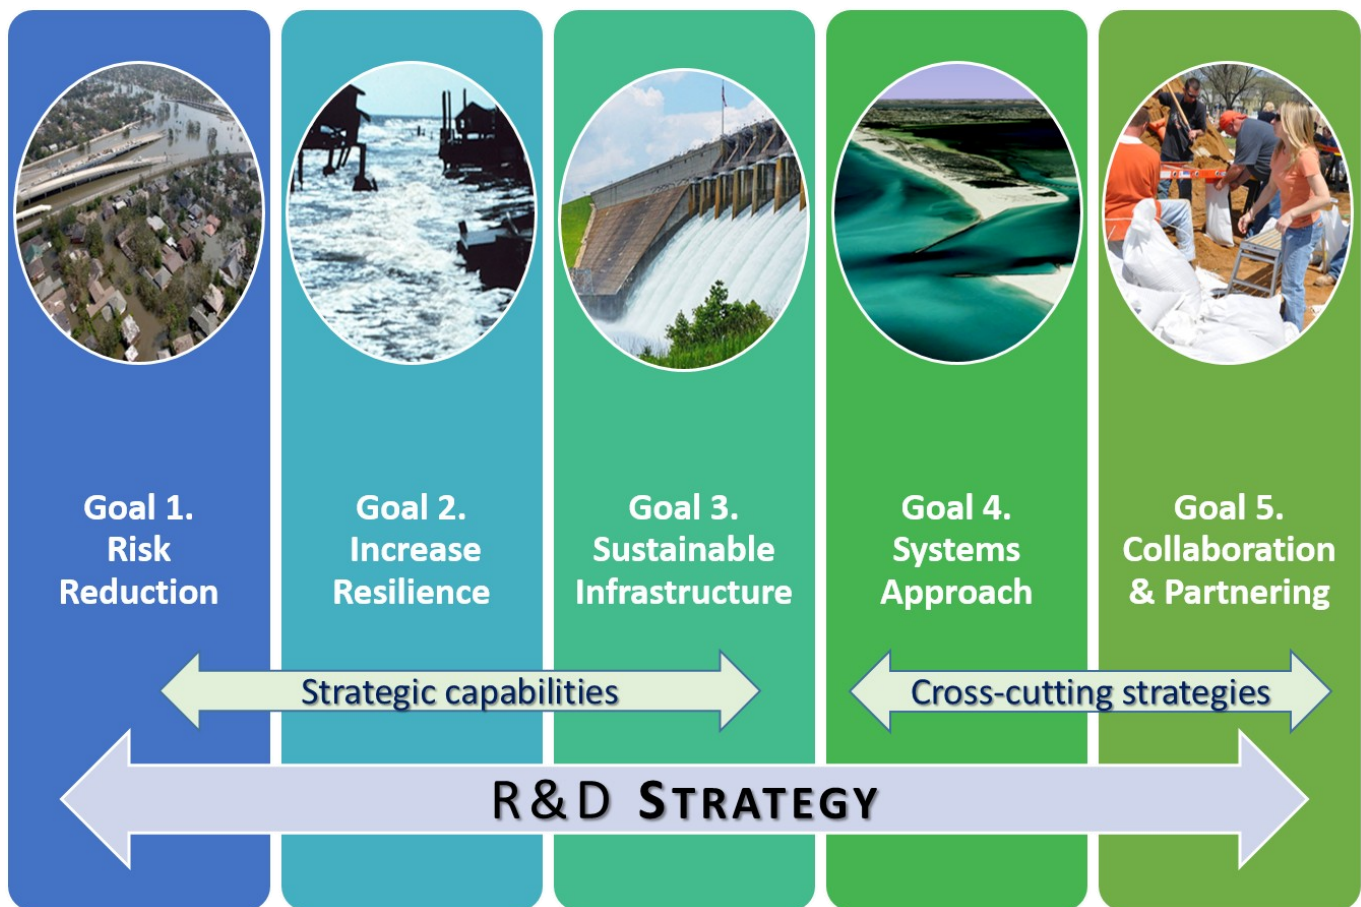 Goal 1.
Risk
Reduction
Goal 2.
Increase
Resilience
Goal 3.
Sustainable
Infrastructure
Goal 4.
Systems
Approach
Goal 5.
Collaboration
& Partnering
Strategic capabilities
Cross-cutting strategies
R&D STRATEGY